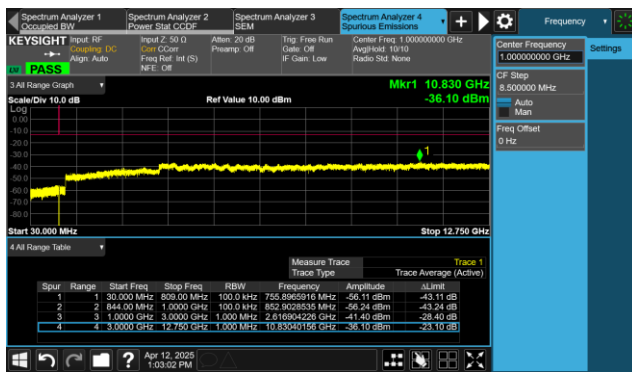 Spectrum Analyzer 1
Occupied BW
Spectrum Analyzer 2
Power Stat CCDF
Spectrum Analyzer 3
SEM
Spectrum Analyzer 4
Spurious Emissions
Frequency
KEYSIGHT
Input: RF
Coupling: DC
Align: Auto
Input Z: 50 Ω
Corr CCorr
Freq Ref: Int (S)
NFE: Off
Atten: 20 dB
Preamp: Off
Trig: Free Run
Gate: Off
IF Gain: Low
Center Freq: 1.000000000 GHz
Avg|Hold: 10/10
Radio Std: None
PASS
Center Frequency
1.000000000 GHz
Settings
CF Step
8.500000 MHz
Auto
Man
Freq Offset
0 Hz
3 All Range Graph
Mkr1 10.830 GHz
Scale/Div 10.0 dB
Ref Value 10.00 dBm
-36.10 dBm
Log
0.00
-10.0
-20.0
-30.0
-40.0
-50.0
-60.0
-70.0
-80.0
1
Start 30.000 MHz
Stop 12.750 GHz
4 All Range Table
Measure Trace Trace 1
Trace Type Trace Average (Active)
Spur Range Start Freq Stop Freq RBW Frequency Amplitude ΔLimit
1 1 30.000 MHz 809.00 MHz 100.0 kHz 755.8965916 MHz -56.11 dBm -43.11 dB
2 2 844.00 MHz 1.0000 GHz 100.0 kHz 852.9028535 MHz -56.24 dBm -43.24 dB
3 3 1.0000 GHz 3.0000 GHz 1.000 MHz 2.616904226 GHz -41.40 dBm -28.40 dB
4 4 3.0000 GHz 12.750 GHz 1.000 MHz 10.83040156 GHz -36.10 dBm -23.10 dB
Apr 12, 2025
1:03:02 PM